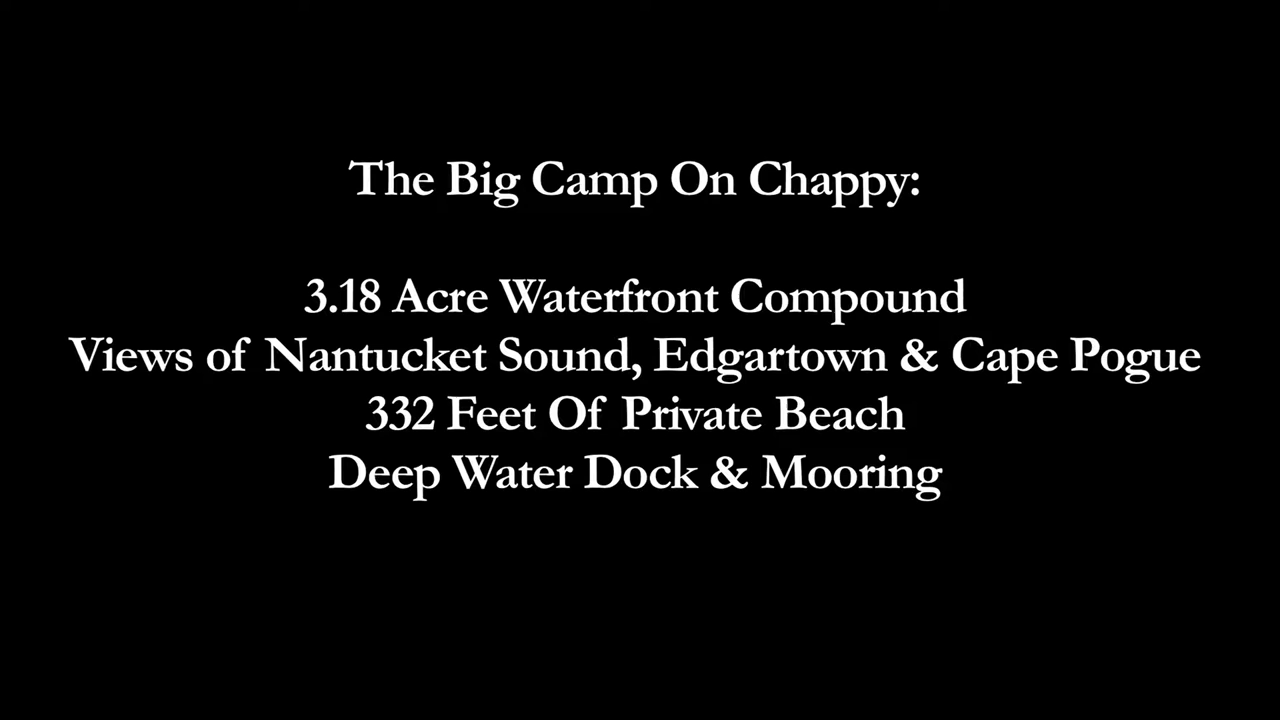 The Big Camp On Chappy:
3.18 Acre Waterfront Compound
Views of Nantucket Sound, Edgartown & Cape Pogue
332 Feet Of Private Beach
Deep Water Dock & Mooring